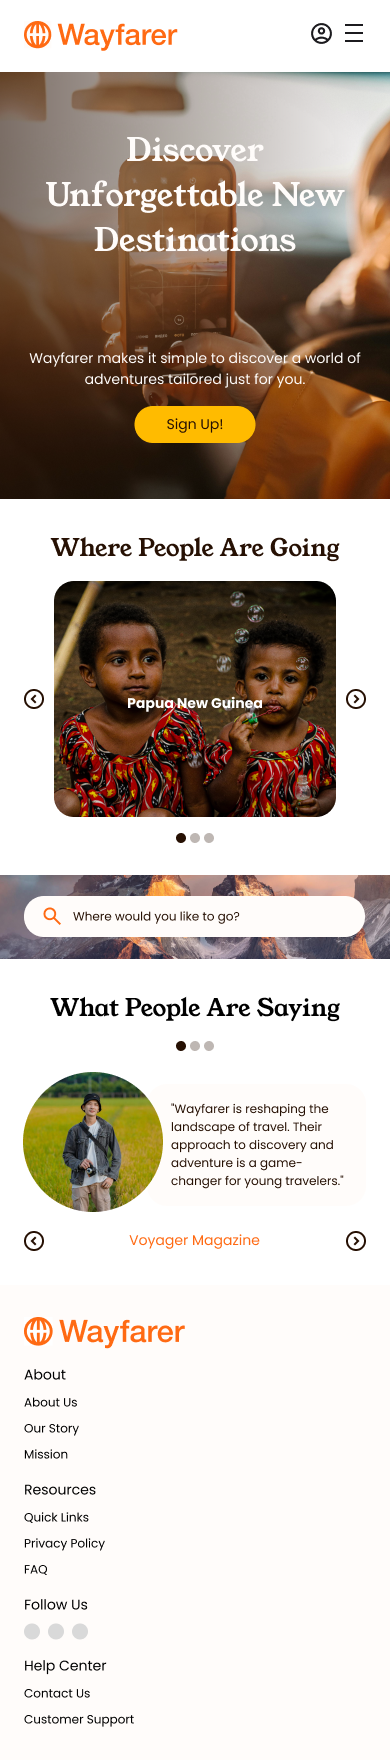 Wayfarer
Discover
Unforgettable New
Destinations
Wayfarer makes it simple to discover a world of
adventures tailored just for you.
Sign Up!
Where People Are Going
Papua New Guinea
Where would you like to go?
What People Are Saying
"Wayfarer is reshaping the
landscape of travel. Their
approach to discovery and
adventure is a game-
changer for young travelers."
Voyager Magazine
Wayfarer
About
About Us
Our Story
Mission
Resources
Quick Links
Privacy Policy
FAQ
Follow Us
Help Center
Contact Us
Customer Support